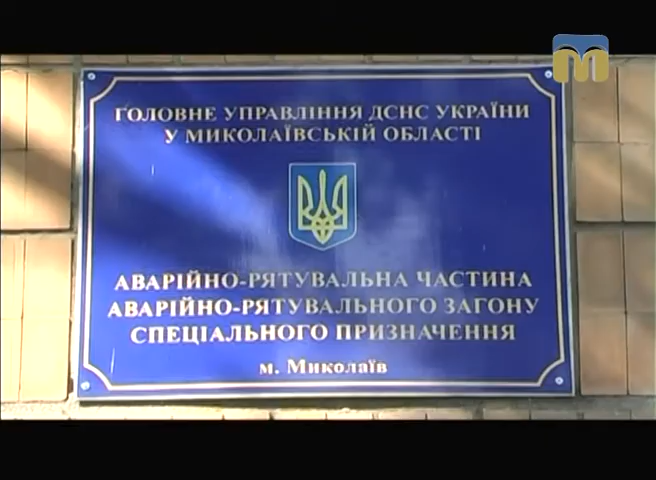 ГОЛОВНЕ УПРАВЛІННЯ ДСНС УКРАЇНИ
У МИКОЛАЇВСЬКІЙ ОБЛАСТІ
АВАРІЙНО-РЯТУВАЛЬНА ЧАСТИНА
АВАРІЙНО-РЯТУВАЛЬНОГО ЗАГОНУ
СПЕЦІАЛЬНОГО ПРИЗНАЧЕННЯ
м. Миколаїв